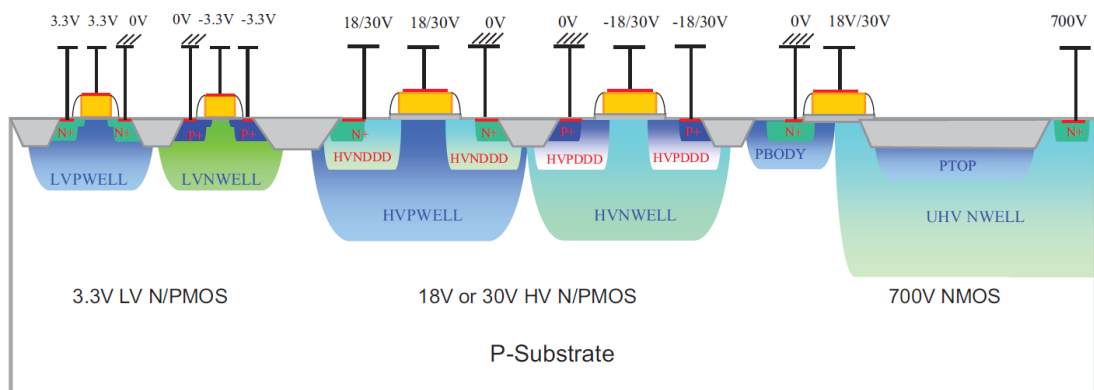 3.3V 3.3V 0V 0V -3.3V -3.3V 18/30V 18/30V 0V 0V -18/30V -18/30V 0V 18V/30V 700V
N+ N+ P+ P+ N+ N+ P+ P+ N+ N+
HVNDDD HVNDDD HVPDDD HVPDDD PBODY PTOP
LVPWELL LVNWELL
HVPWELL HVNWELL UHV NWELL
3.3V LV N/PMOS 18V or 30V HV N/PMOS 700V NMOS
P-Substrate